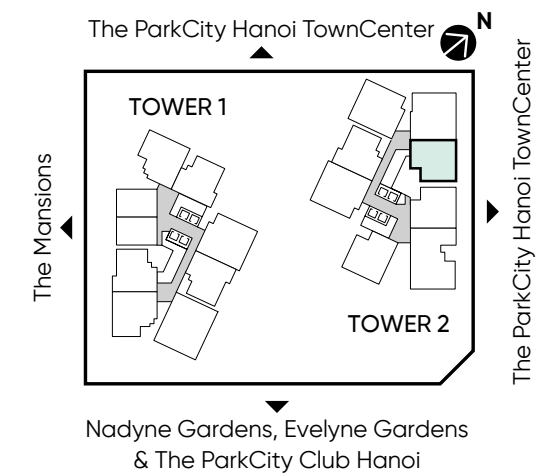 The ParkCity Hanoi TownCenter
N
TOWER 1
The Mansions
The ParkCity Hanoi TownCenter
TOWER 2
Nadyne Gardens, Evelyne Gardens
& The ParkCity Club Hanoi